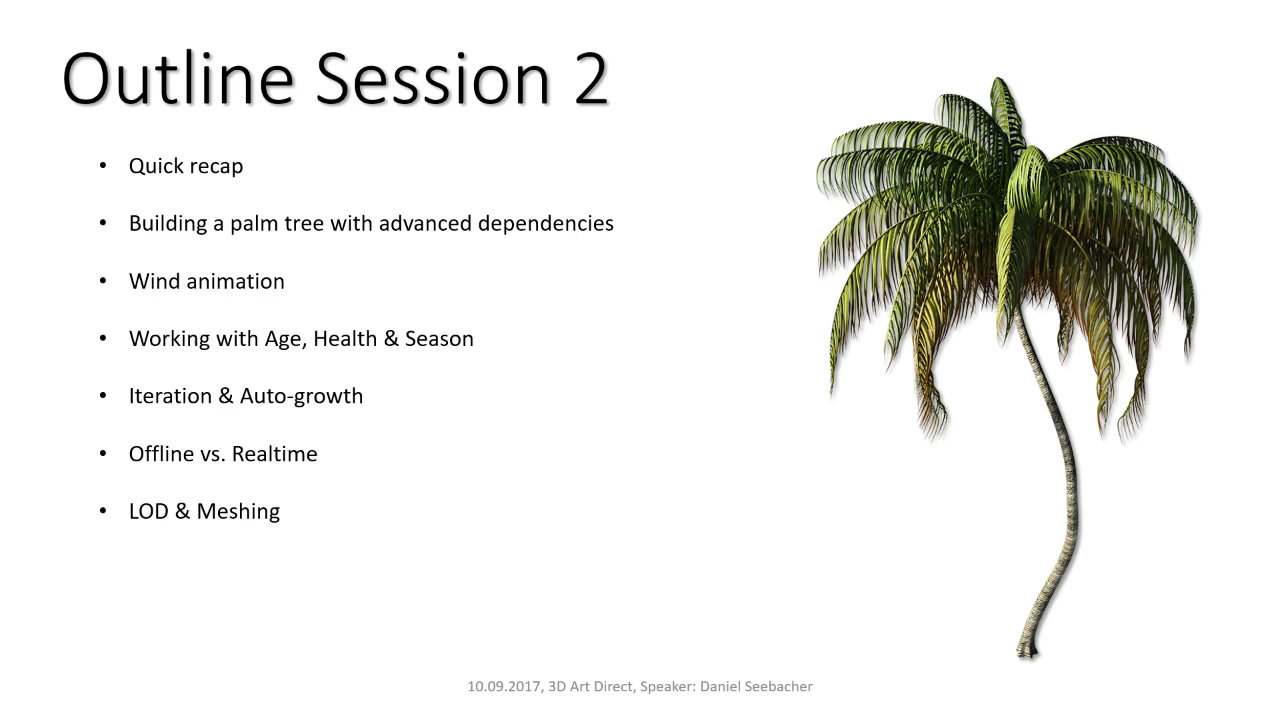 Outline Session 2
• Quick recap
• Building a palm tree with advanced dependencies
• Wind animation
• Working with Age, Health & Season
• Iteration & Auto-growth
• Offline vs. Realtime
• LOD & Meshing
10.09.2017, 3D Art Direct, Speaker: Daniel Seebacher